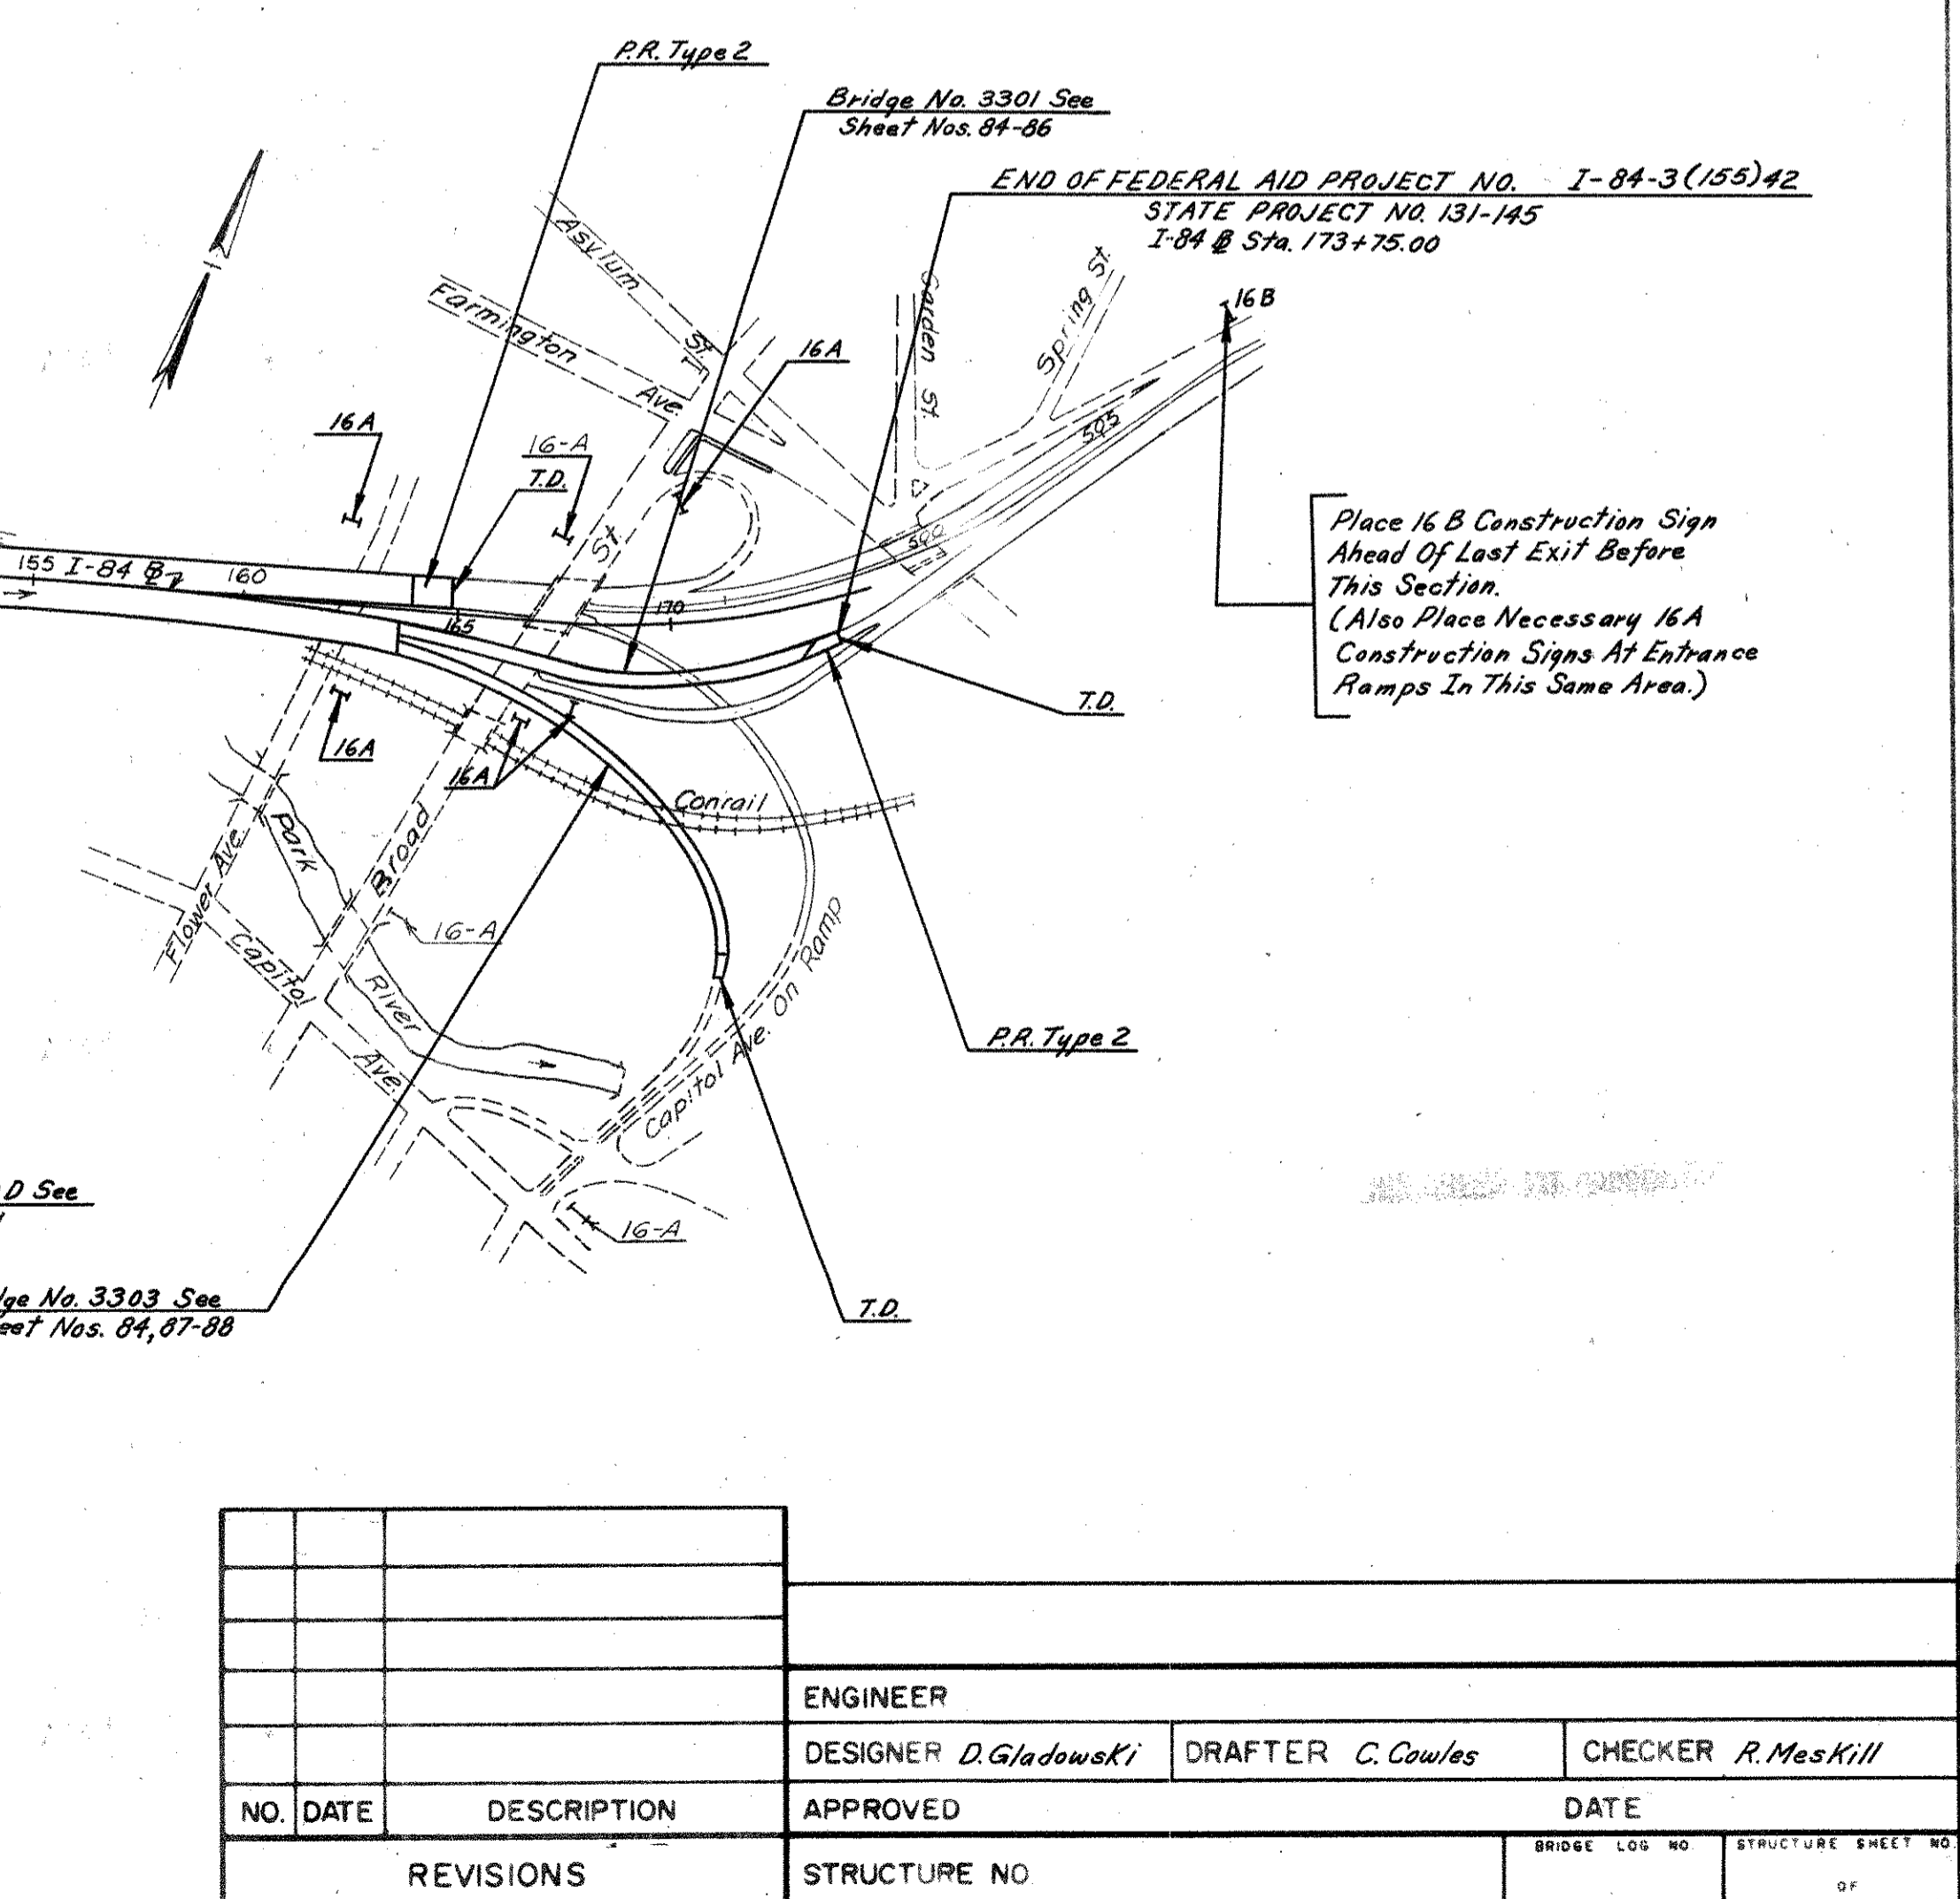 P.R. Type 2
Bridge No. 3301 See
Sheet Nos. 84-86
END OF FEDERAL AID PROJECT NO. I-84-3(155)42
STATE PROJECT NO. 131-145
I-84 ⅊ Sta. 173+75.00
Asylum
St.
Farmington
Ave.
Garden St.
Spring St.
16B
16A
16A
16-A
T.D.
St.
505
500
155 I-84 ⅊ 160
165
170
Place 16 B Construction Sign
Ahead Of Last Exit Before
This Section.
(Also Place Necessary 16A
Construction Signs At Entrance
Ramps In This Same Area.)
T.D.
16A
16A
Conrail
Park
River
Flower Ave.
Broad
Capitol
Ave.
16-A
Capitol Ave. On Ramp
P.R. Type 2
16-A
T.D.
D See
ge No. 3303 See
eet Nos. 84, 87-88
ENGINEER
DESIGNER D. Gladowski DRAFTER C. Cowles CHECKER R. Meskill
NO. DATE DESCRIPTION APPROVED DATE
REVISIONS STRUCTURE NO. BRIDGE LOG NO. STRUCTURE SHEET NO.
OF